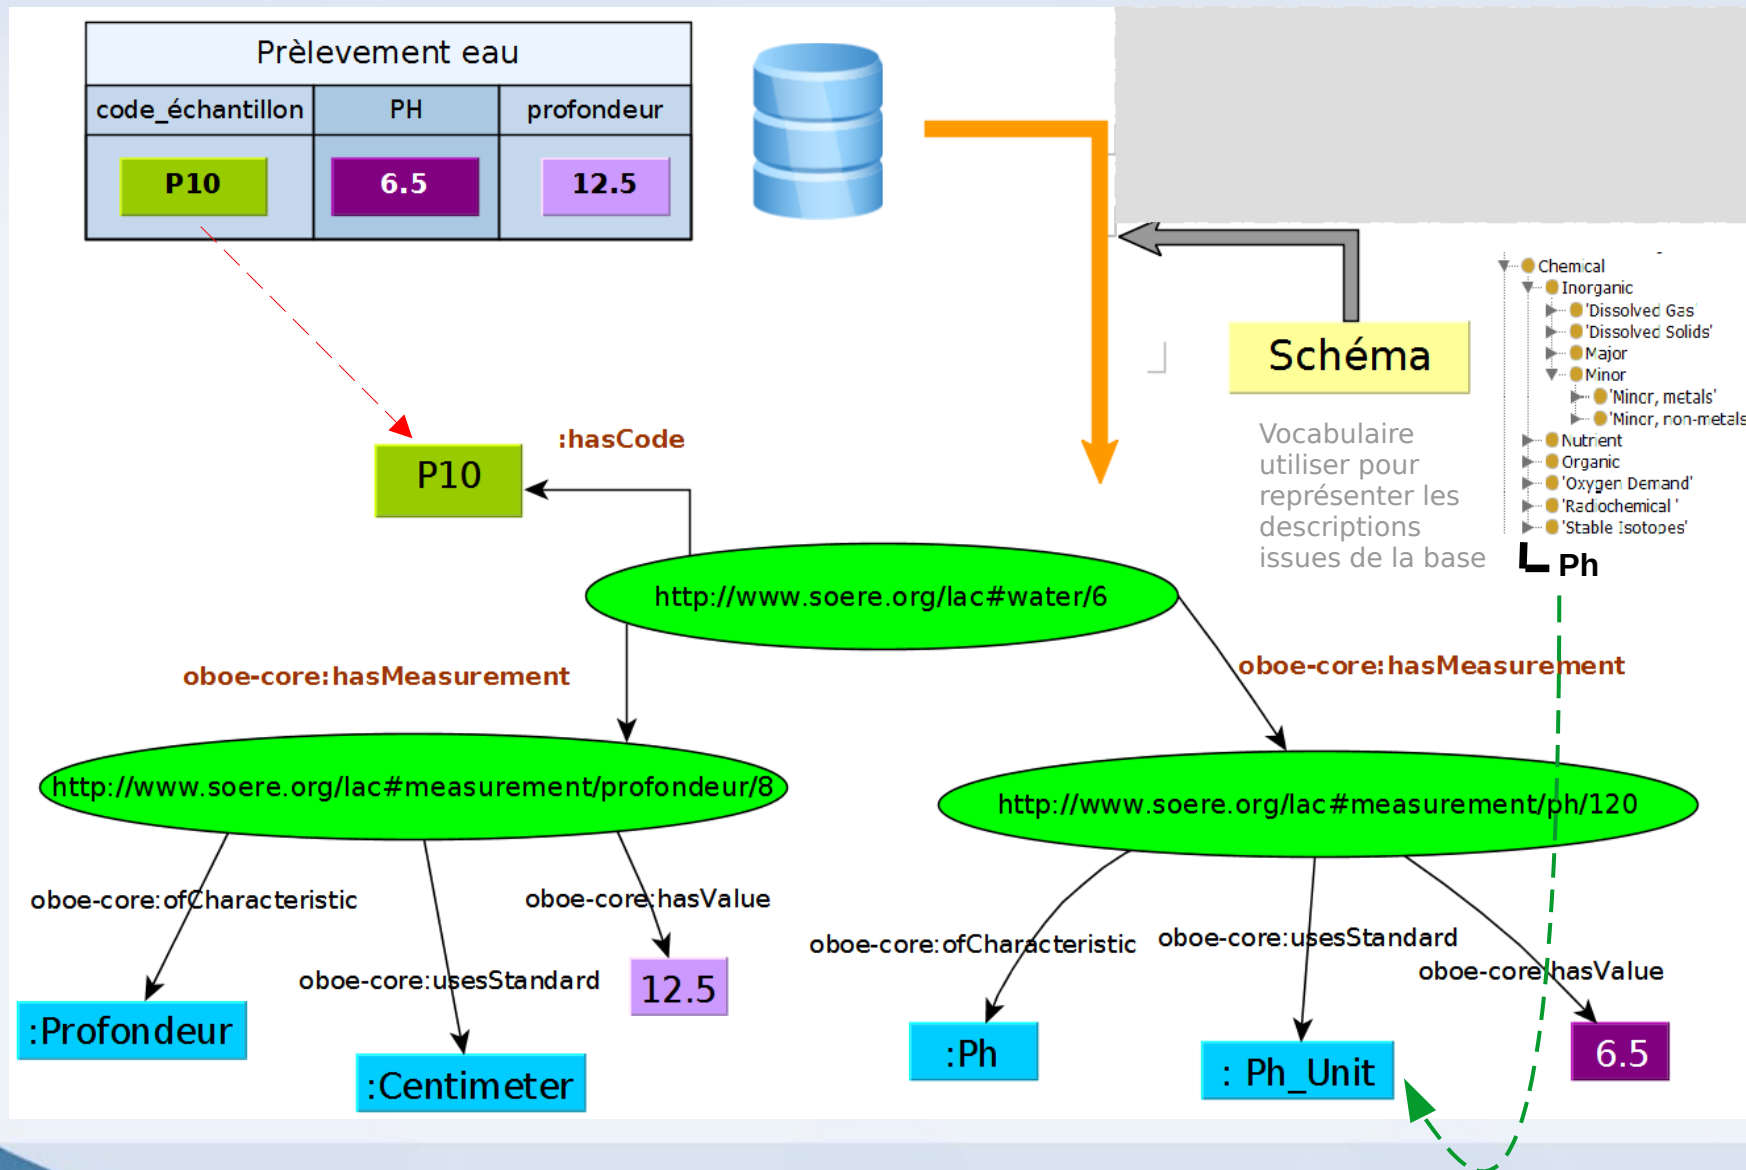 Prèlevement eau
code_échantillon PH profondeur
P10 6.5 12.5
Chemical
Inorganic
'Dissolved Gas'
'Dissolved Solids'
Major
Minor
'Minor, metals'
'Minor, non-metals
Nutrient
Organic
'Oxygen Demand'
'Radiochemical '
'Stable Isotopes'
Ph
Schéma
Vocabulaire
utiliser pour
représenter les
descriptions
issues de la base
:hasCode
P10
http://www.soere.org/lac#water/6
oboe-core:hasMeasurement
oboe-core:hasMeasurement
http://www.soere.org/lac#measurement/profondeur/8
http://www.soere.org/lac#measurement/ph/120
oboe-core:ofCharacteristic
oboe-core:hasValue
oboe-core:usesStandard
12.5
:Profondeur
:Centimeter
oboe-core:ofCharacteristic
oboe-core:usesStandard
oboe-core:hasValue
:Ph
: Ph_Unit
6.5